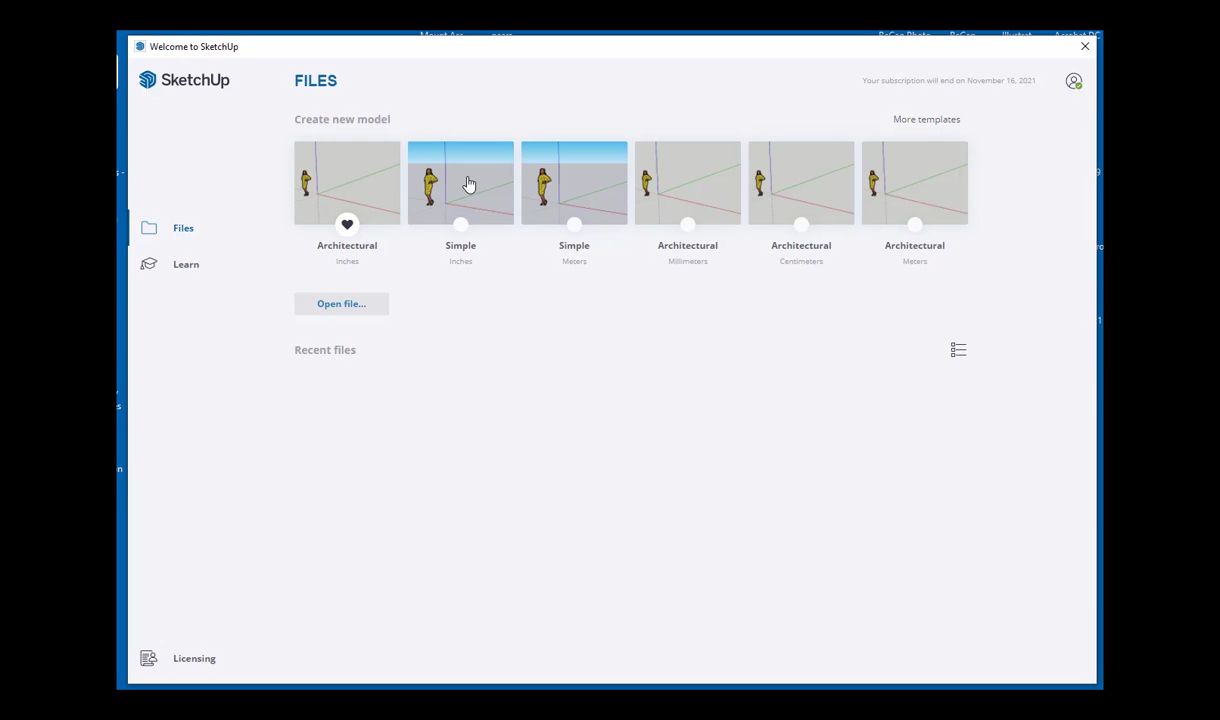 Welcome to SketchUp
SketchUp
FILES
Your subscription will end on November 16, 2021
Create new model
More templates
Architectural
Inches
Simple
Inches
Simple
Meters
Architectural
Millimeters
Architectural
Centimeters
Architectural
Meters
Files
Learn
Open file...
Recent files
Licensing